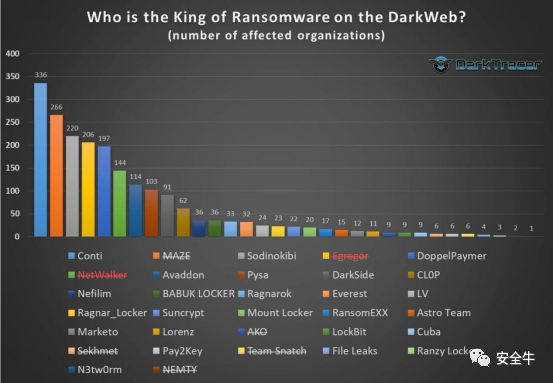 Who is the King of Ransomware on the DarkWeb?
(number of affected organizations)
DarkTracer
400
350
300
250
200
150
100
50
0
336 266 220 206 197 144 114 103 91 62 36 36 33 32 24 23 22 20 17 15 12 11 9 9 9 6 6 6 4 3 2 1
Conti MAZE Sodinokibi Egregor DoppelPaymer
NetWalker Avaddon Pysa DarkSide CL0P
Nefilim BABUK LOCKER Ragnarok Everest LV
Ragnar_Locker Suncrypt Mount Locker RansomEXX Astro Team
Marketo Lorenz AKO LockBit Cuba
Sekhmet Pay2Key Team Snatch File Leaks Ranzy Locker
N3tw0rm NEMTY
安全牛